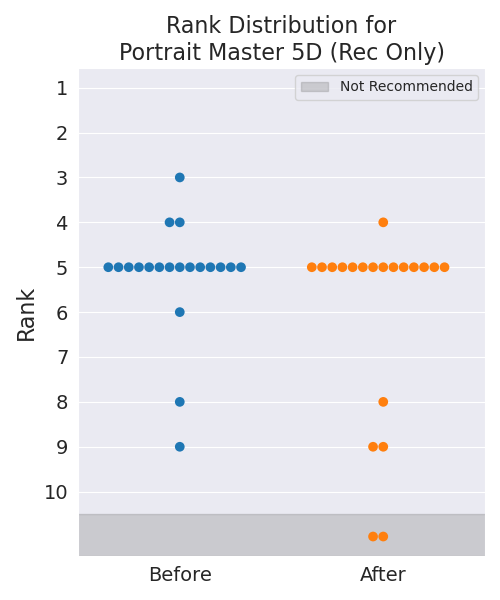 Rank Distribution for
Portrait Master 5D (Rec Only)
Not Recommended
Rank
1
2
3
4
5
6
7
8
9
10
Before
After